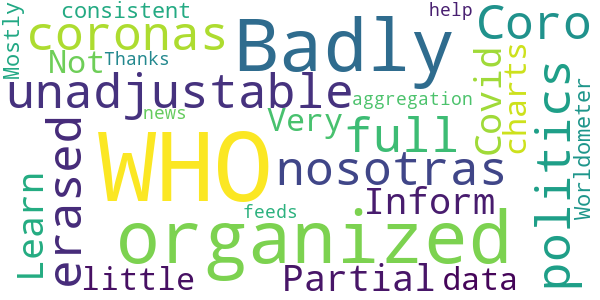 consistent
help
Mostly
coronas
Badly
Coro
Not
Thanks
unadjustable
Covid
charts
politics
aggregation
news
Very
full
Worldometer
erased
WHO
nosotras
Learn
Inform
organized
feeds
little
Partial
data